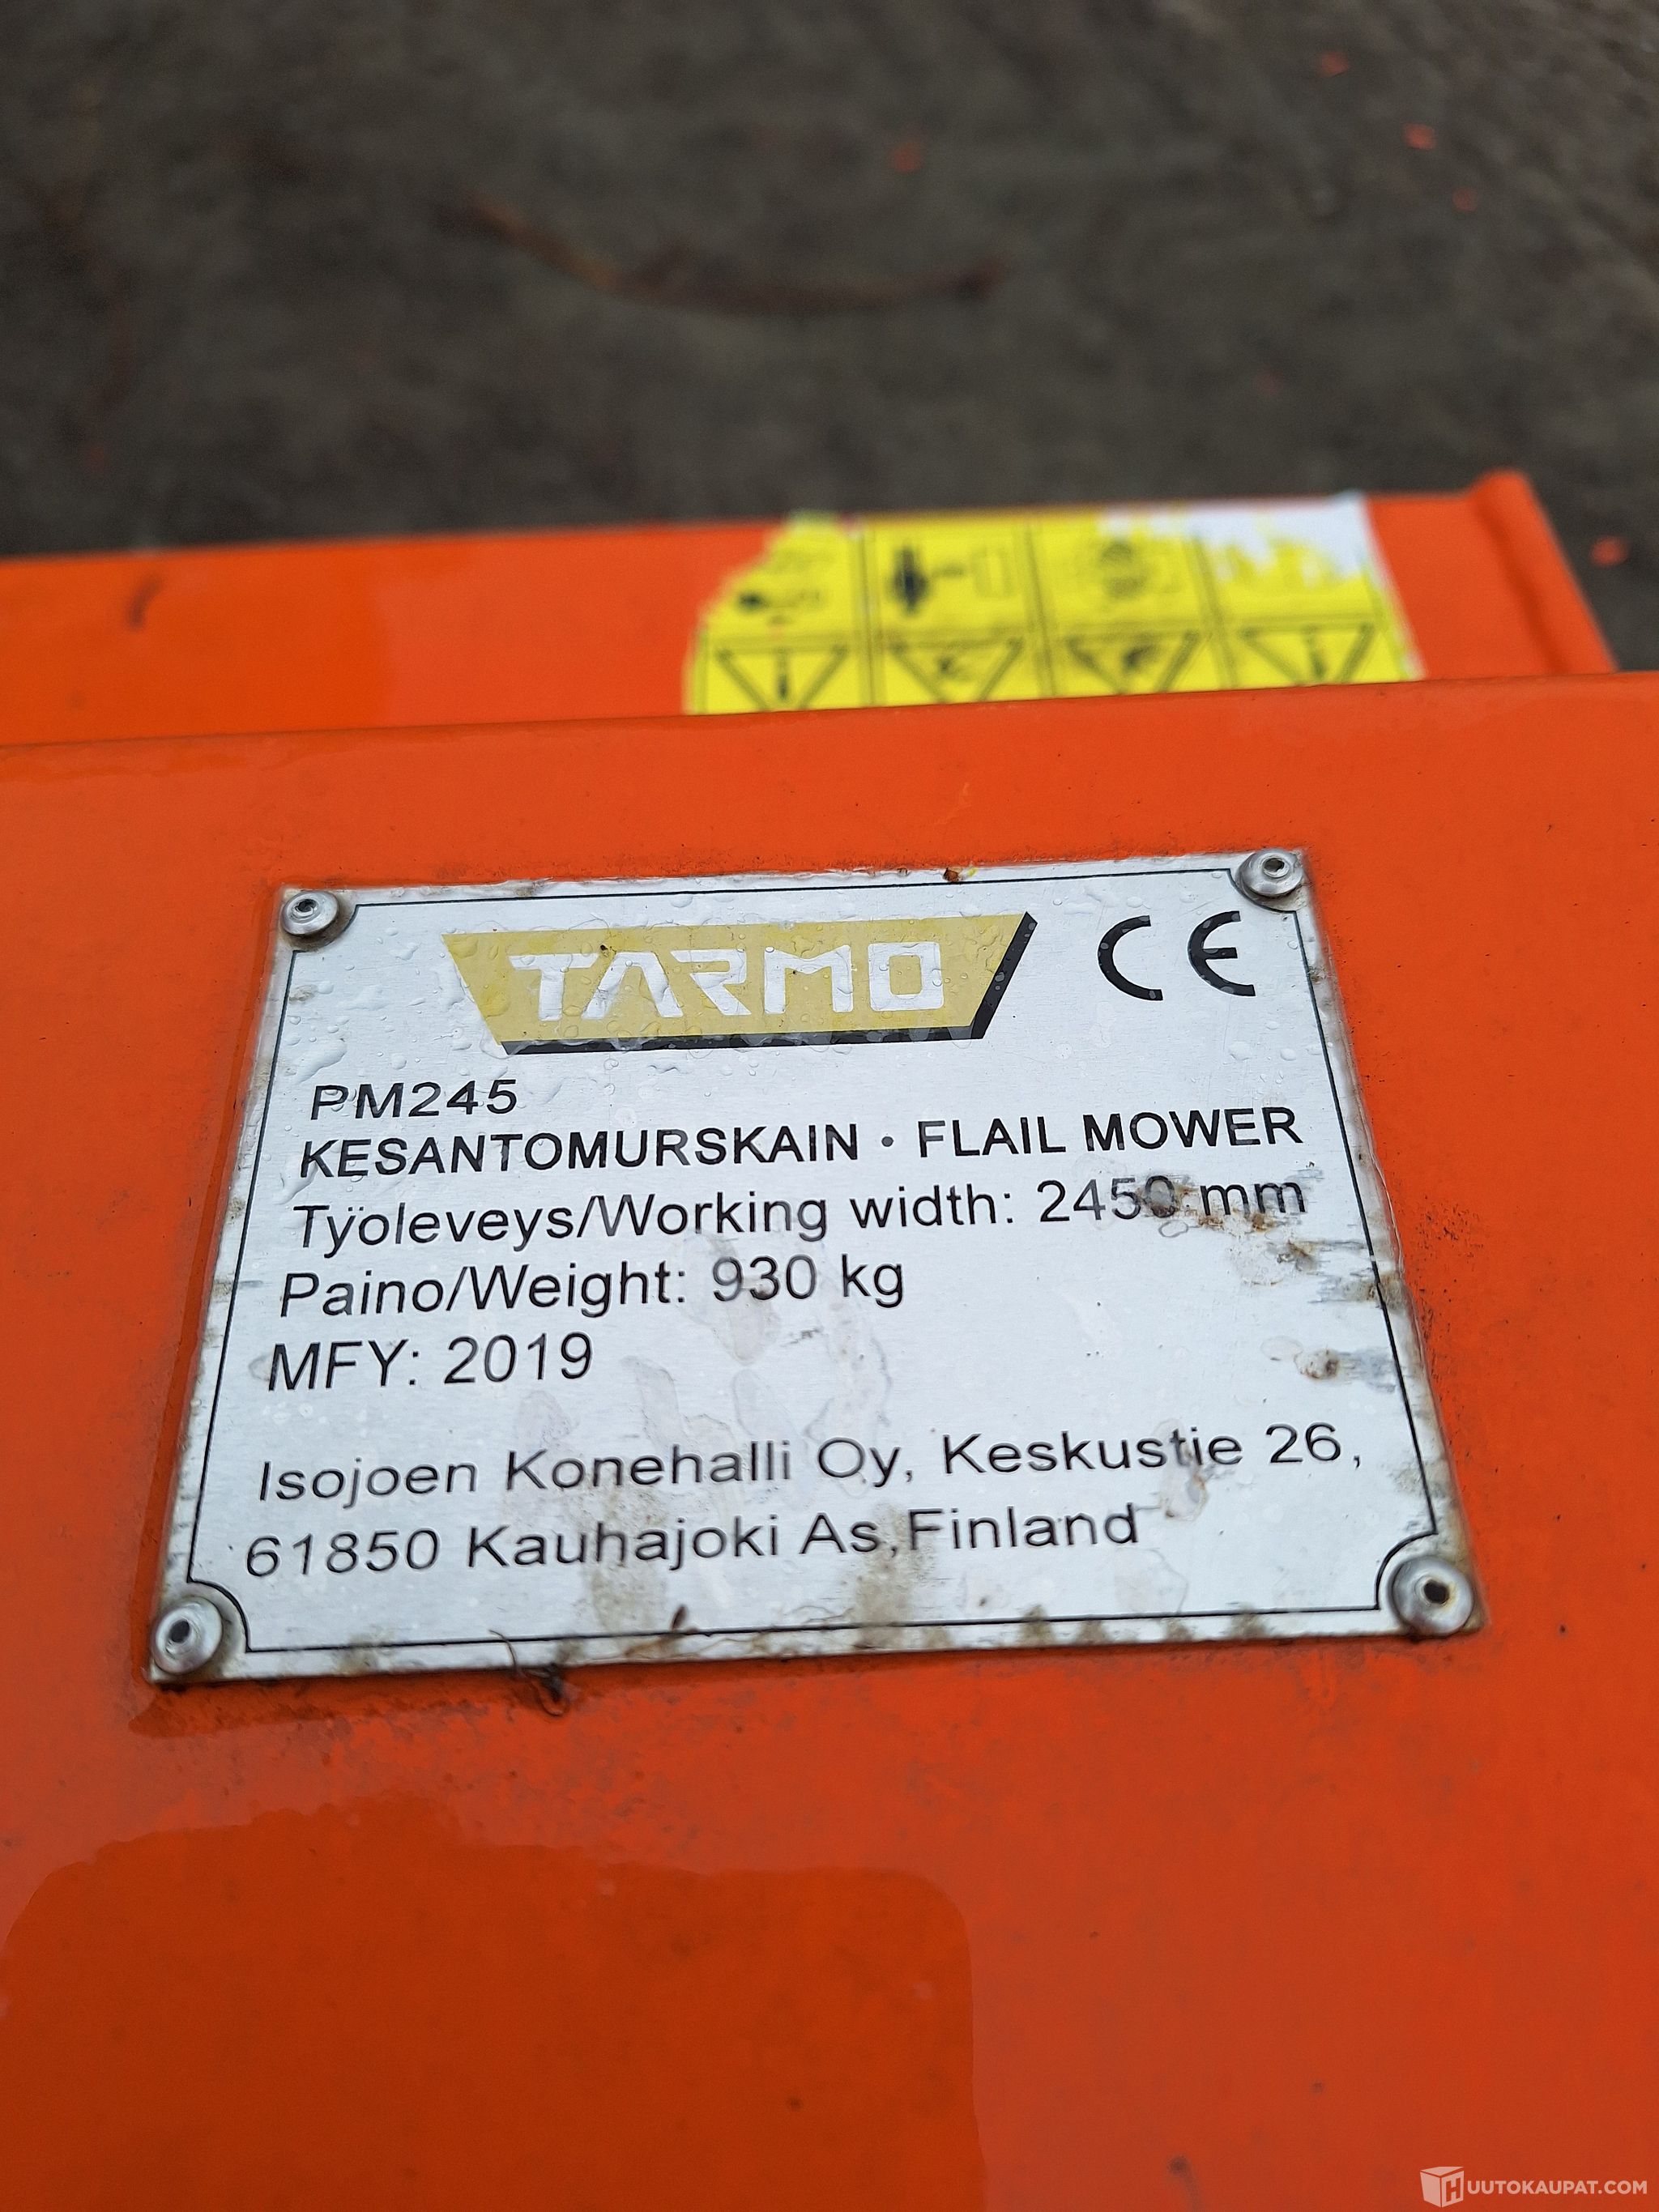 TARMO CE
PM245
KESANTOMURSKAIN • FLAIL MOWER
Työleveys/Working width: 2450 mm
Paino/Weight: 930 kg
MFY: 2019
Isojoen Konehalli Oy, Keskustie 26,
61850 Kauhajoki As,Finland
HUUTOKAUPAT.COM